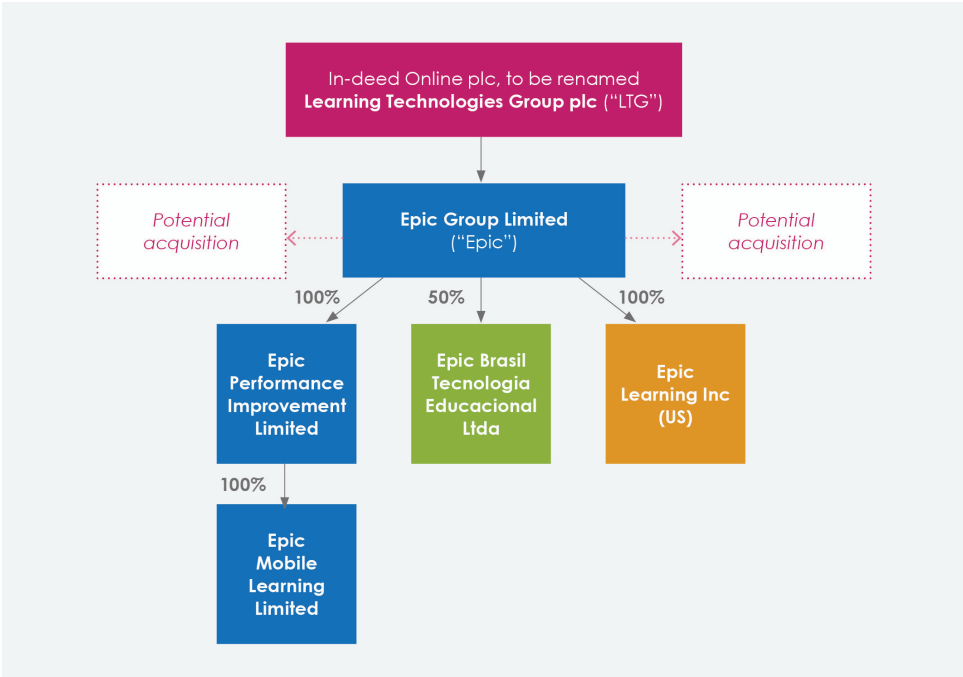 In-deed Online plc, to be renamed
Learning Technologies Group plc (“LTG”)
Potential
acquisition
Epic Group Limited
(“Epic”)
Potential
acquisition
100%
50%
100%
Epic
Performance
Improvement
Limited
Epic Brasil
Tecnologia
Educacional
Ltda
Epic
Learning Inc
(US)
100%
Epic
Mobile
Learning
Limited